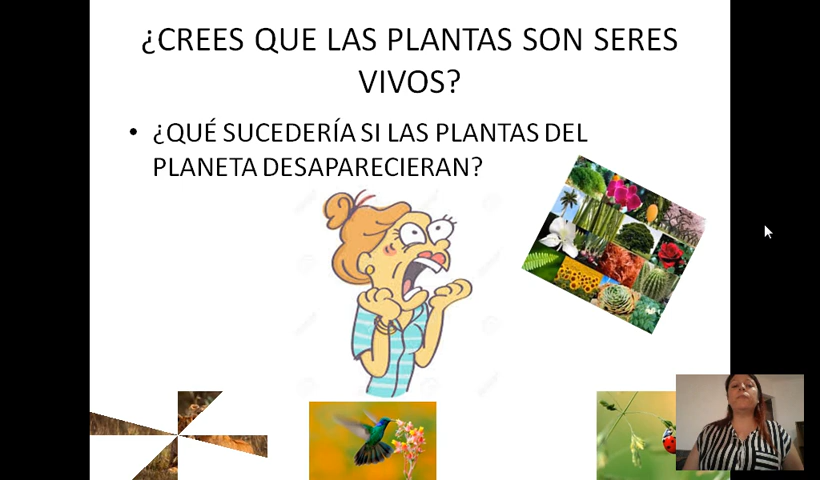 ¿CREES QUE LAS PLANTAS SON SERES
VIVOS?
• ¿QUÉ SUCEDERÍA SI LAS PLANTAS DEL
PLANETA DESAPARECIERAN?